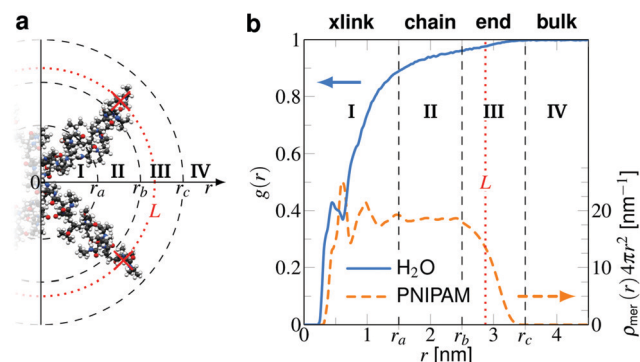 a
0
I
II
III
IV
r_a
r_b
r_c
r
L
b
xlink chain end bulk
1
0.8
0.6
0.4
0.2
0
g(r)
I II III IV
L
H₂O
PNIPAM
20
10
0
ρ_mer(r)4πr² [nm⁻¹]
0 1 r_a 2 r_b 3 r_c 4
r [nm]